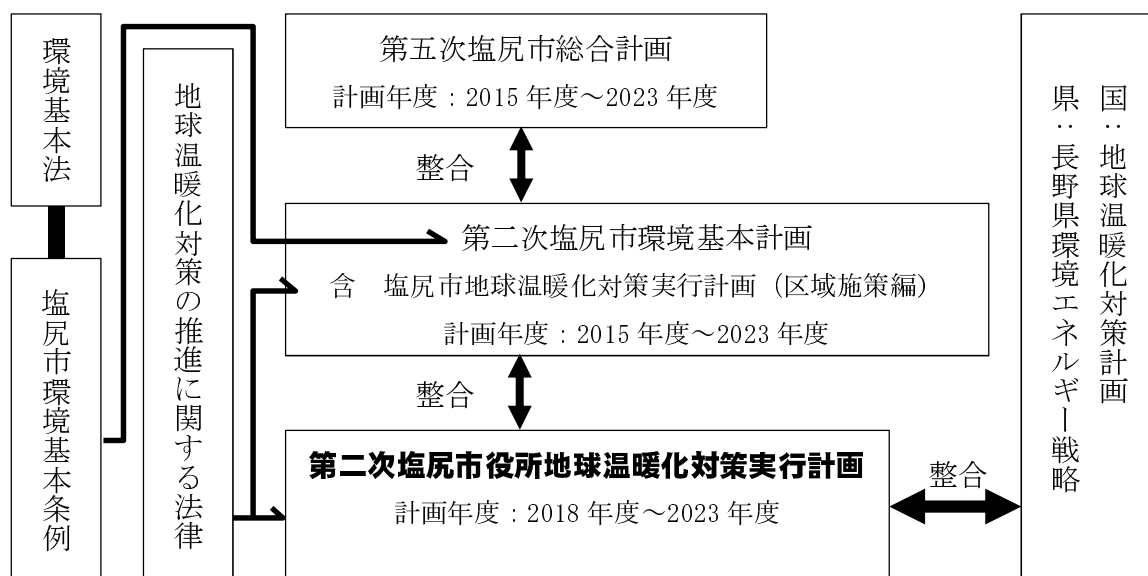 環境基本法
塩尻市環境基本条例
地球温暖化対策の推進に関する法律
第五次塩尻市総合計画
計画年度：2015年度～2023年度
整合
第二次塩尻市環境基本計画
含　塩尻市地球温暖化対策実行計画（区域施策編）
計画年度：2015年度～2023年度
整合
第二次塩尻市役所地球温暖化対策実行計画
計画年度：2018年度～2023年度
整合
国：地球温暖化対策計画
県：長野県環境エネルギー戦略